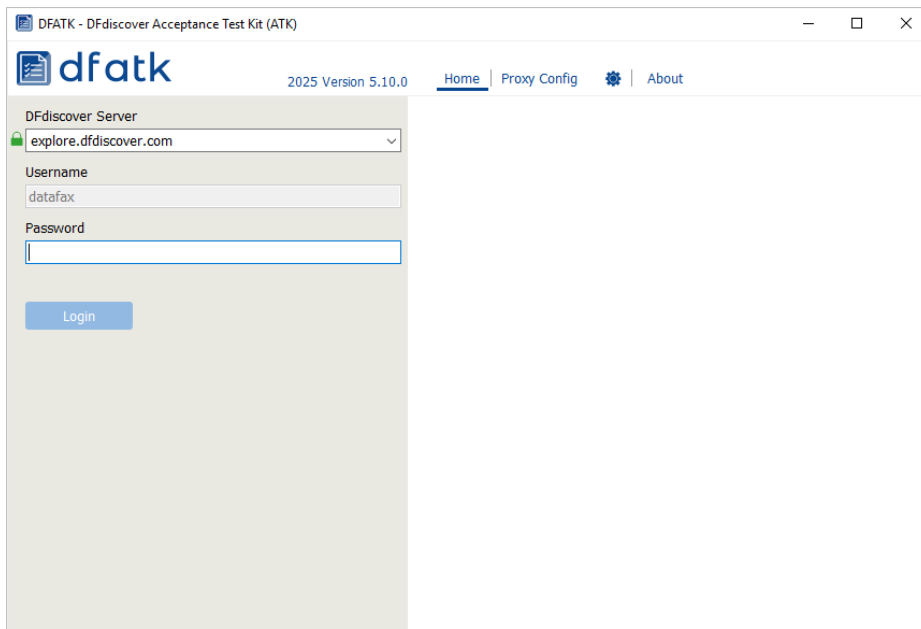 DFATK - DFdiscover Acceptance Test Kit (ATK)
dfatk
2025 Version 5.10.0
Home Proxy Config About
DFdiscover Server
explore.dfdiscover.com
Username
datafax
Password
Login